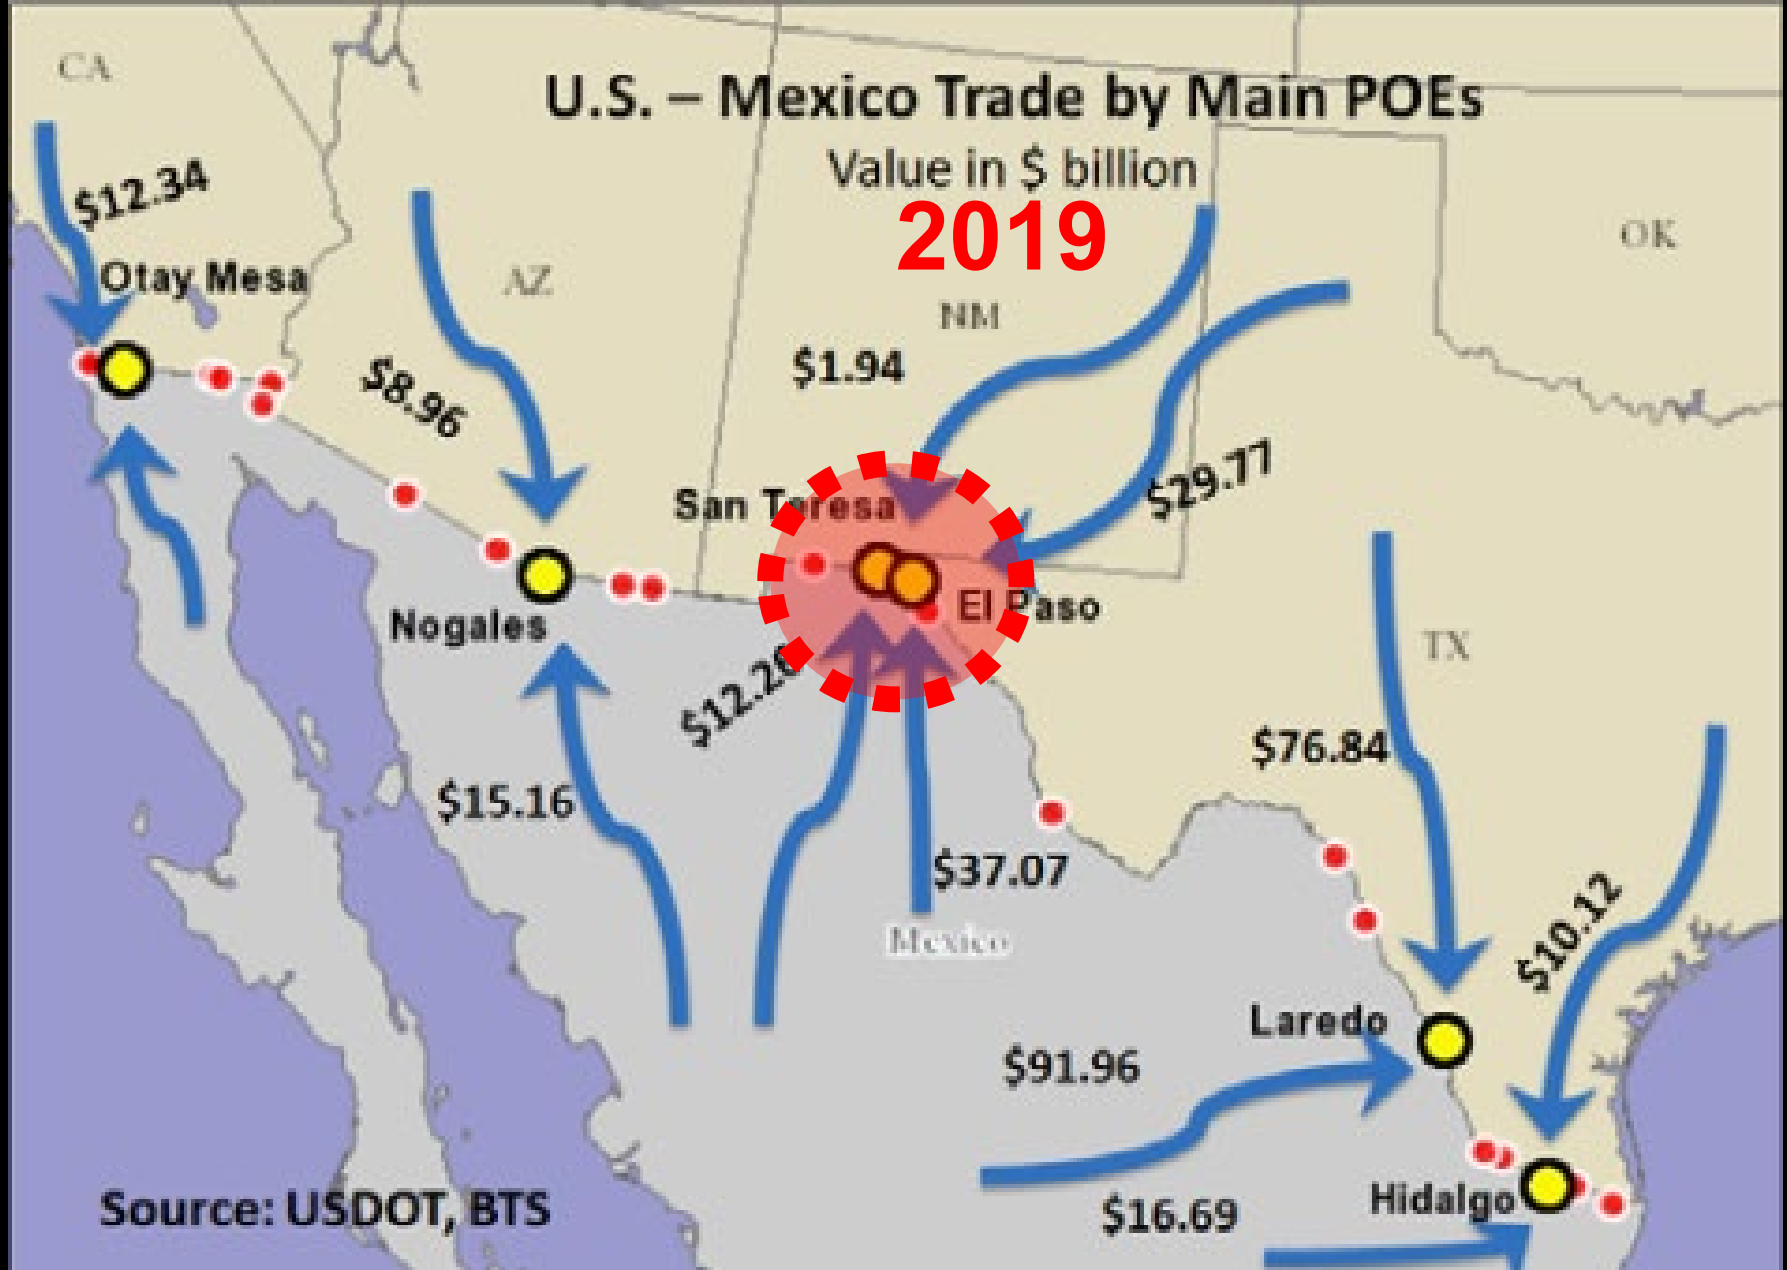 CA
U.S. – Mexico Trade by Main POEs
Value in $ billion
2019
$12.34
OK
Otay Mesa
AZ
NM
$1.94
$8.96
$29.77
San Teresa
El Paso
Nogales
TX
$12.20
$76.84
$15.16
$37.07
Mexico
$10.12
Laredo
$91.96
Hidalgo
$16.69
Source: USDOT, BTS